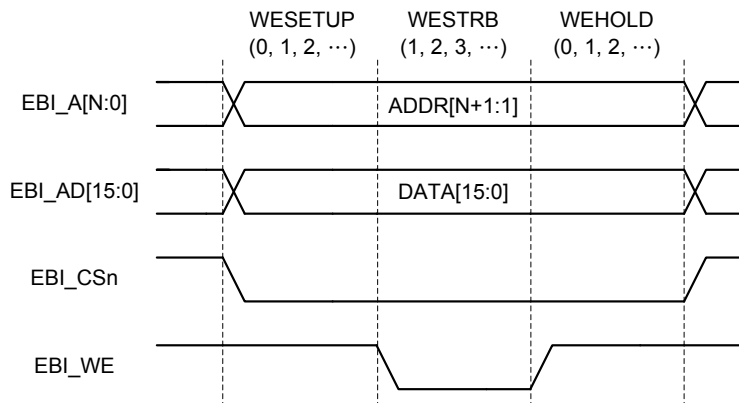 WESETUP WESTRB WEHOLD
(0, 1, 2, ⋯) (1, 2, 3, ⋯) (0, 1, 2, ⋯)
EBI_A[N:0] ADDR[N+1:1]
EBI_AD[15:0] DATA[15:0]
EBI_CSn
EBI_WE